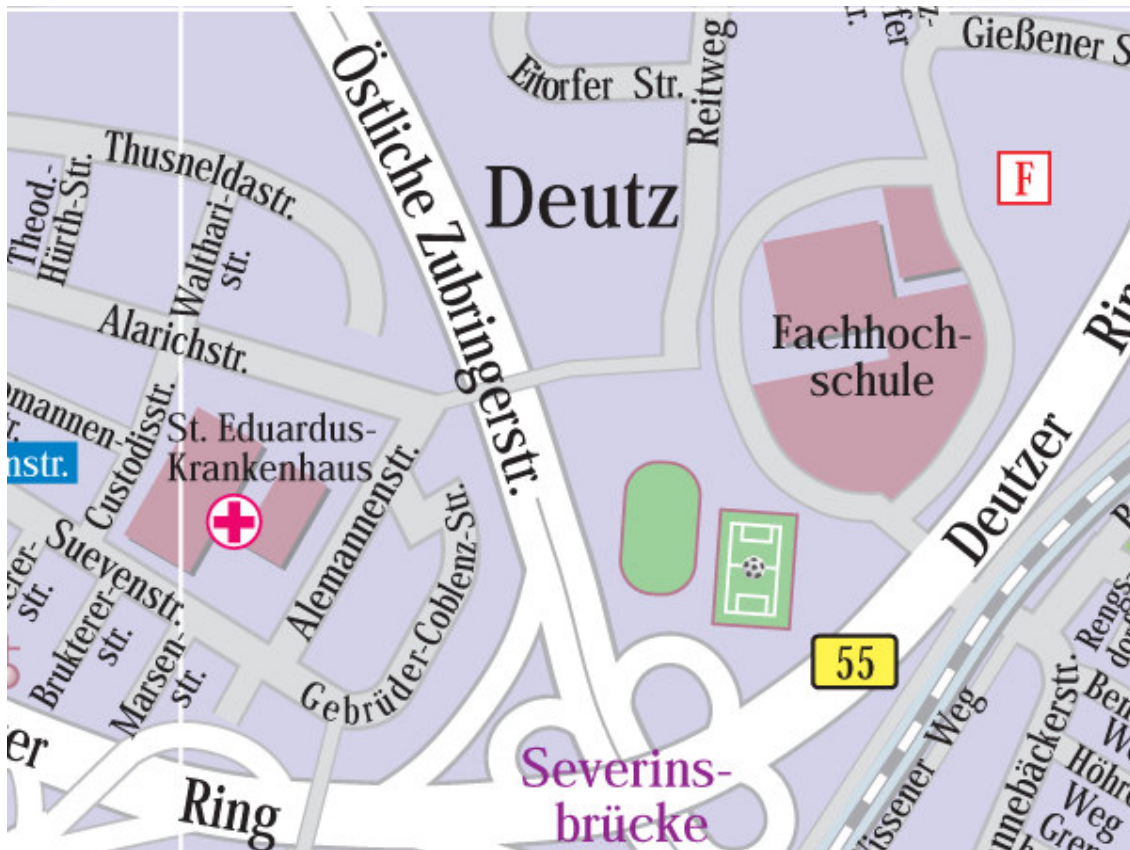 Gießener S
Eitorfer Str.
Reitweg
Östliche Zubringerstr.
Thusneldastr.
Theod.-
Hürth-Str.
Walthari-
str.
Deutz
F
Alarichstr.
Fachhoch-
schule
Custodisstr.
St. Eduardus-
Krankenhaus
Alemannenstr.
Gebrüder-Coblenz-Str.
Suevenstr.
Brukterer-
str.
Marsen-
str.
Deutzer
55
Ring
Severins-
brücke
Höhr
Weg